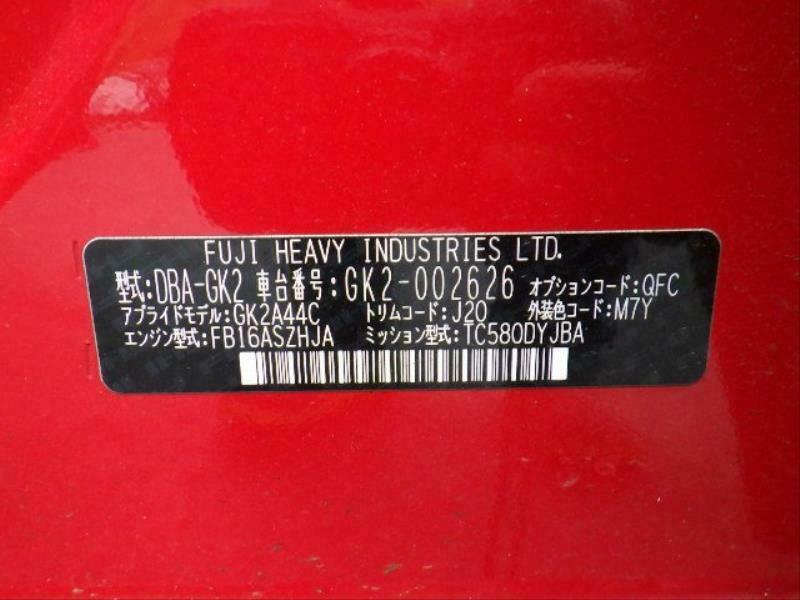 FUJI HEAVY INDUSTRIES LTD.
型式:DBA-GK2 車台番号:GK2-002626 オプションコード:QFC
アプライドモデル:GK2A44C トリムコード:J20 外装色コード:M7Y
エンジン型式:FB16ASZHJA ミッション型式:TC580DYJBA